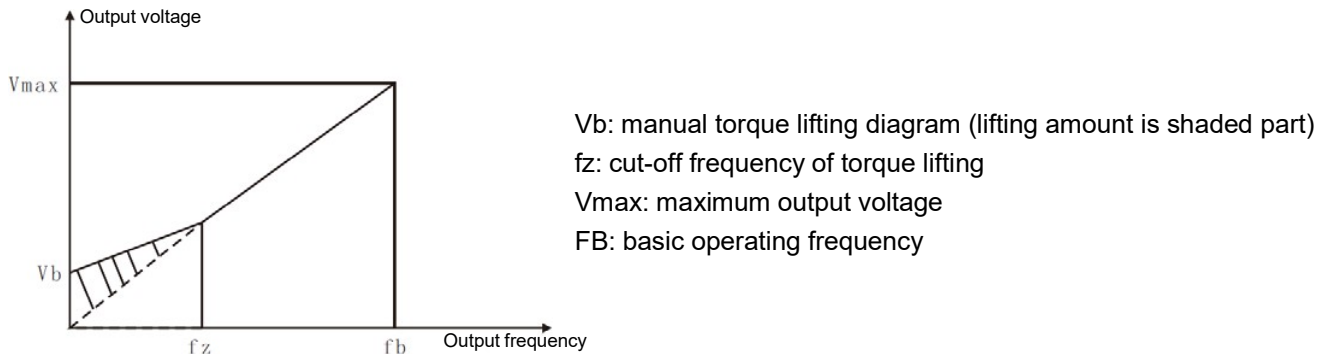 Output voltage
Vmax
Vb
fz
fb
Output frequency
Vb: manual torque lifting diagram (lifting amount is shaded part)
fz: cut-off frequency of torque lifting
Vmax: maximum output voltage
FB: basic operating frequency